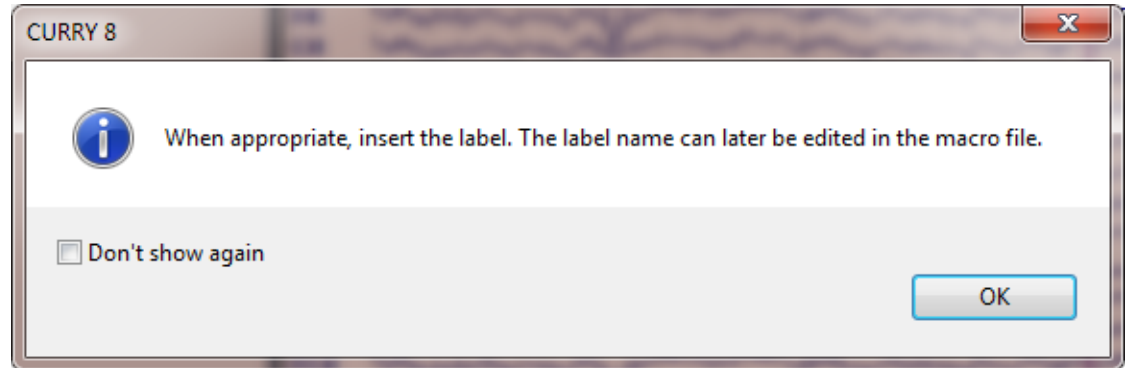 CURRY 8
When appropriate, insert the label. The label name can later be edited in the macro file.
Don't show again
OK